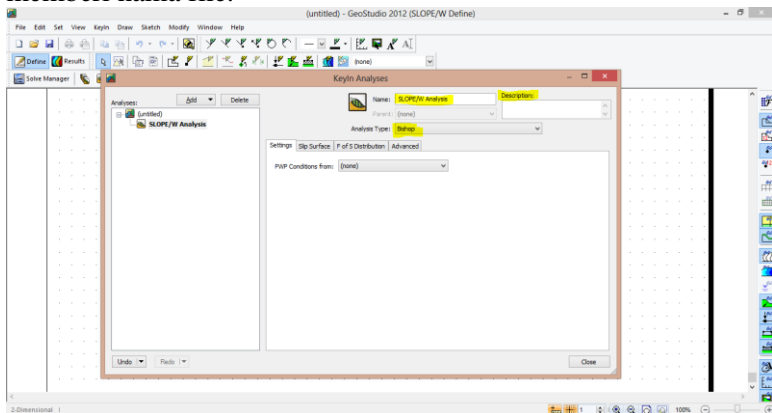 (untitled) - GeoStudio 2012 (SLOPE/W Define)
File Edit Set View KeyIn Draw Sketch Modify Window Help
Define Results (none)
Solve Manager
KeyIn Analyses
Analyses: Add Delete
(untitled)
SLOPE/W Analysis
Name: SLOPE/W Analysis
Description:
Parent: (none)
Analysis Type: Bishop
Settings Slip Surface F of S Distribution Advanced
PWP Conditions from: (none)
Undo Redo Close
2-Dimensional 1 100%